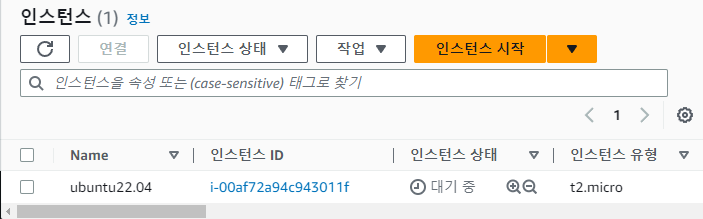 인스턴스 (1) 정보
연결 인스턴스 상태 작업 인스턴스 시작
인스턴스을 속성 또는 (case-sensitive) 태그로 찾기
1
Name 인스턴스 ID 인스턴스 상태 인스턴스 유형
ubuntu22.04 i-00af72a94c943011f 대기 중 t2.micro